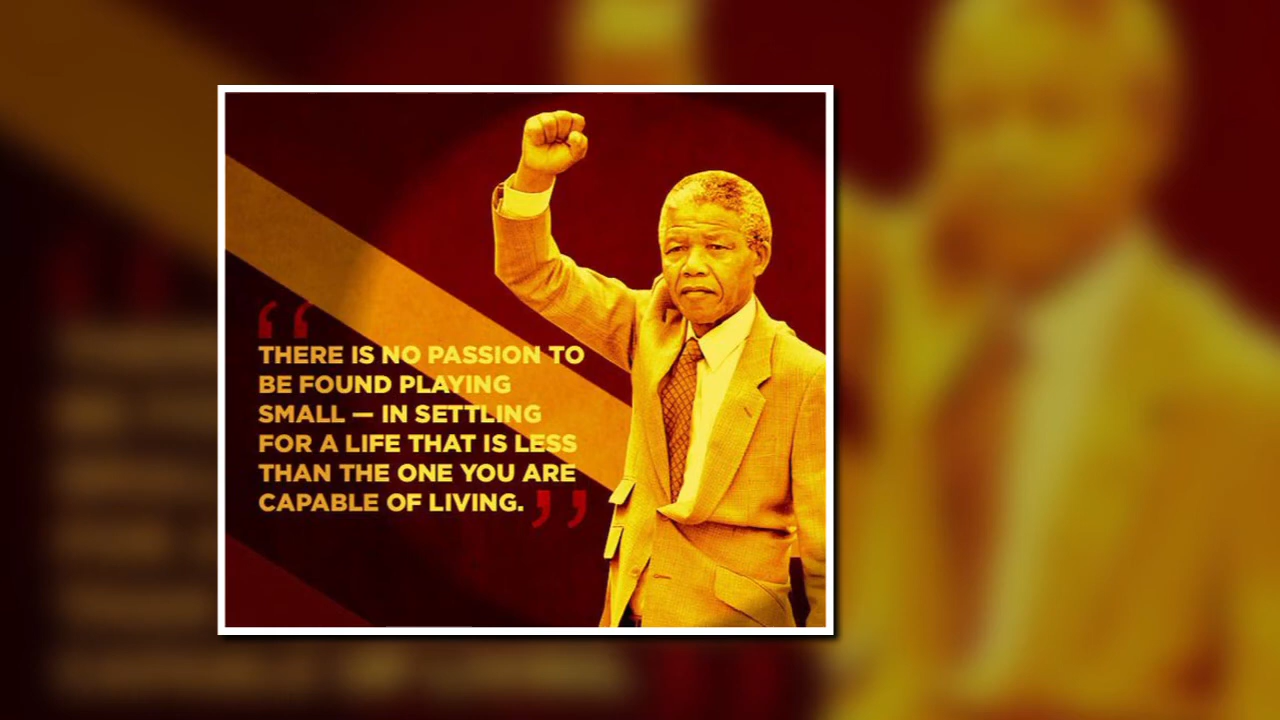 “
THERE IS NO PASSION TO
BE FOUND PLAYING
SMALL — IN SETTLING
FOR A LIFE THAT IS LESS
THAN THE ONE YOU ARE
CAPABLE OF LIVING. ”